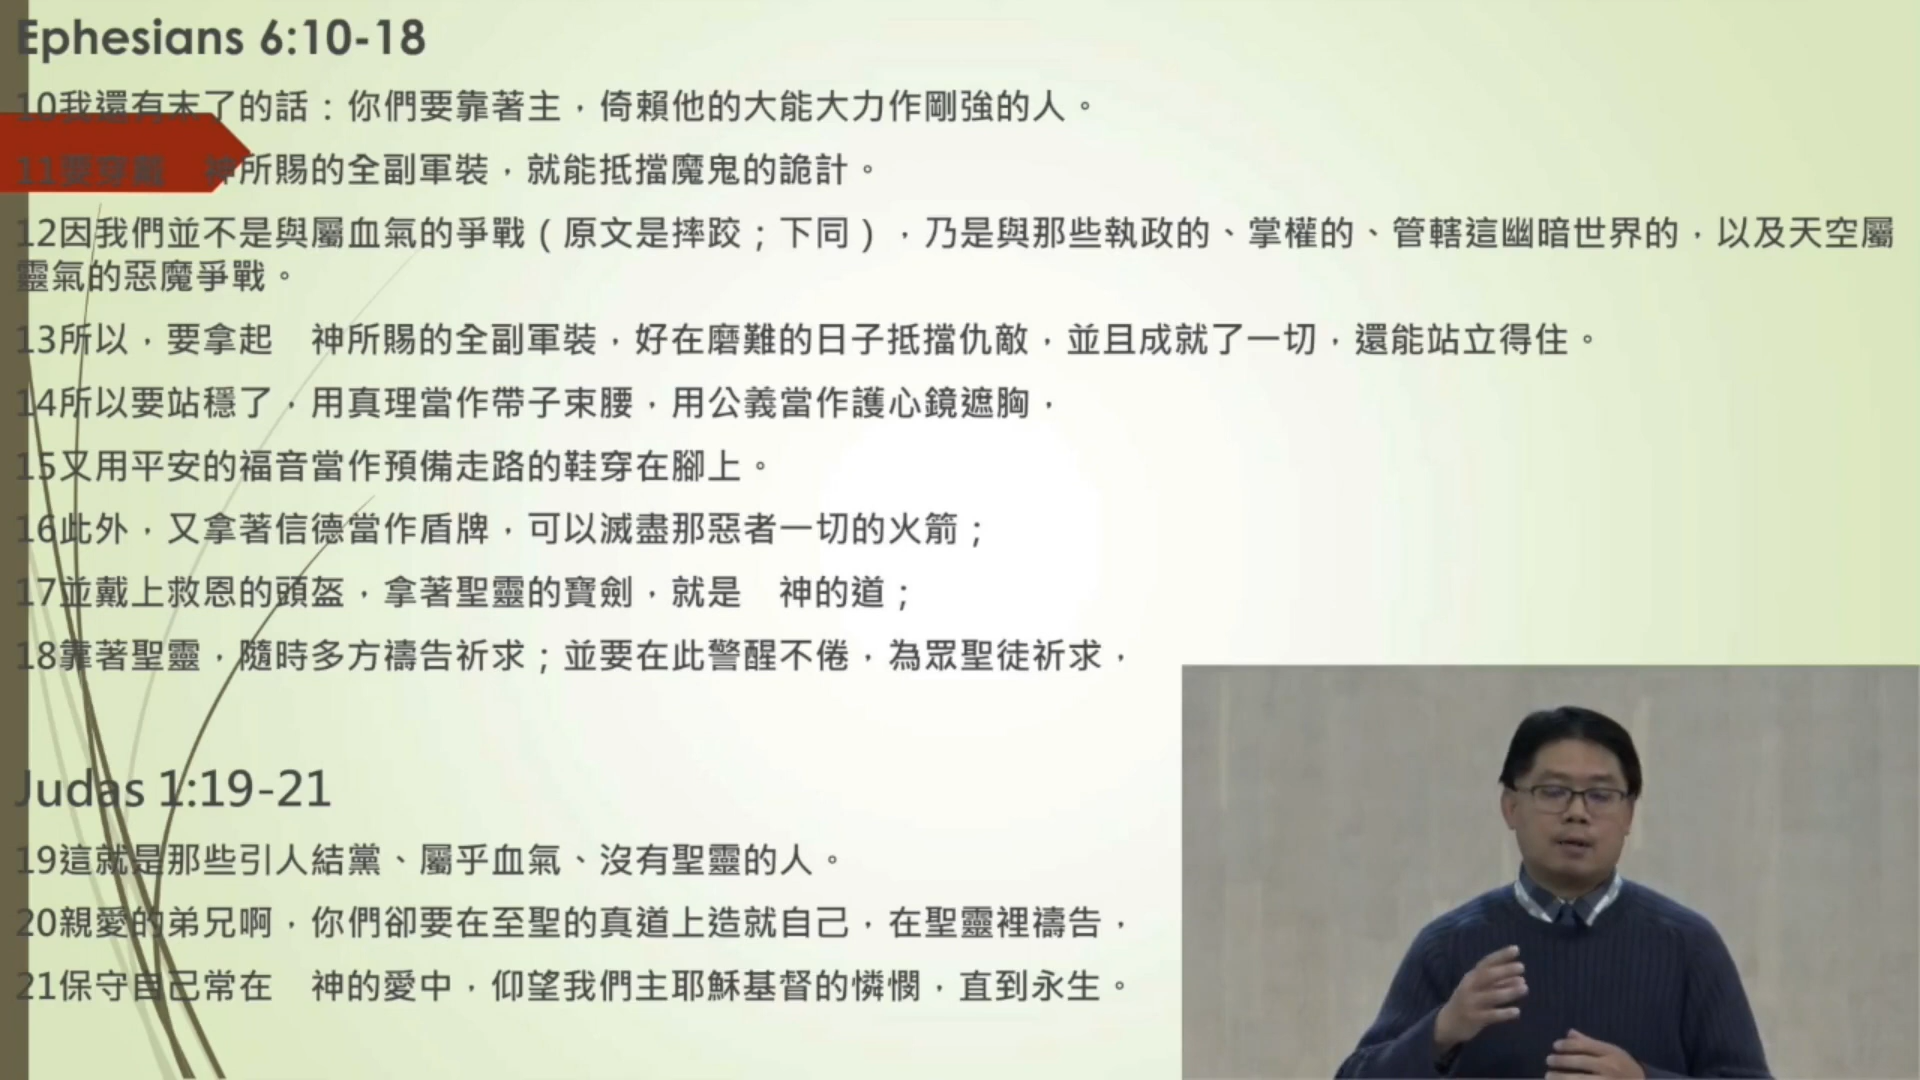 Ephesians 6:10-18
10我還有末了的話：你們要靠著主，倚賴他的大能大力作剛強的人。
11要穿戴　神所賜的全副軍裝，就能抵擋魔鬼的詭計。
12因我們並不是與屬血氣的爭戰（原文是摔跤；下同），乃是與那些執政的、掌權的、管轄這幽暗世界的，以及天空屬
靈氣的惡魔爭戰。
13所以，要拿起　神所賜的全副軍裝，好在磨難的日子抵擋仇敵，並且成就了一切，還能站立得住。
14所以要站穩了，用真理當作帶子束腰，用公義當作護心鏡遮胸，
15又用平安的福音當作預備走路的鞋穿在腳上。
16此外，又拿著信德當作盾牌，可以滅盡那惡者一切的火箭；
17並戴上救恩的頭盔，拿著聖靈的寶劍，就是　神的道；
18靠著聖靈，隨時多方禱告祈求；並要在此警醒不倦，為眾聖徒祈求，
Judas 1:19-21
19這就是那些引人結黨、屬乎血氣、沒有聖靈的人。
20親愛的弟兄啊，你們卻要在至聖的真道上造就自己，在聖靈裡禱告，
21保守自己常在　神的愛中，仰望我們主耶穌基督的憐憫，直到永生。